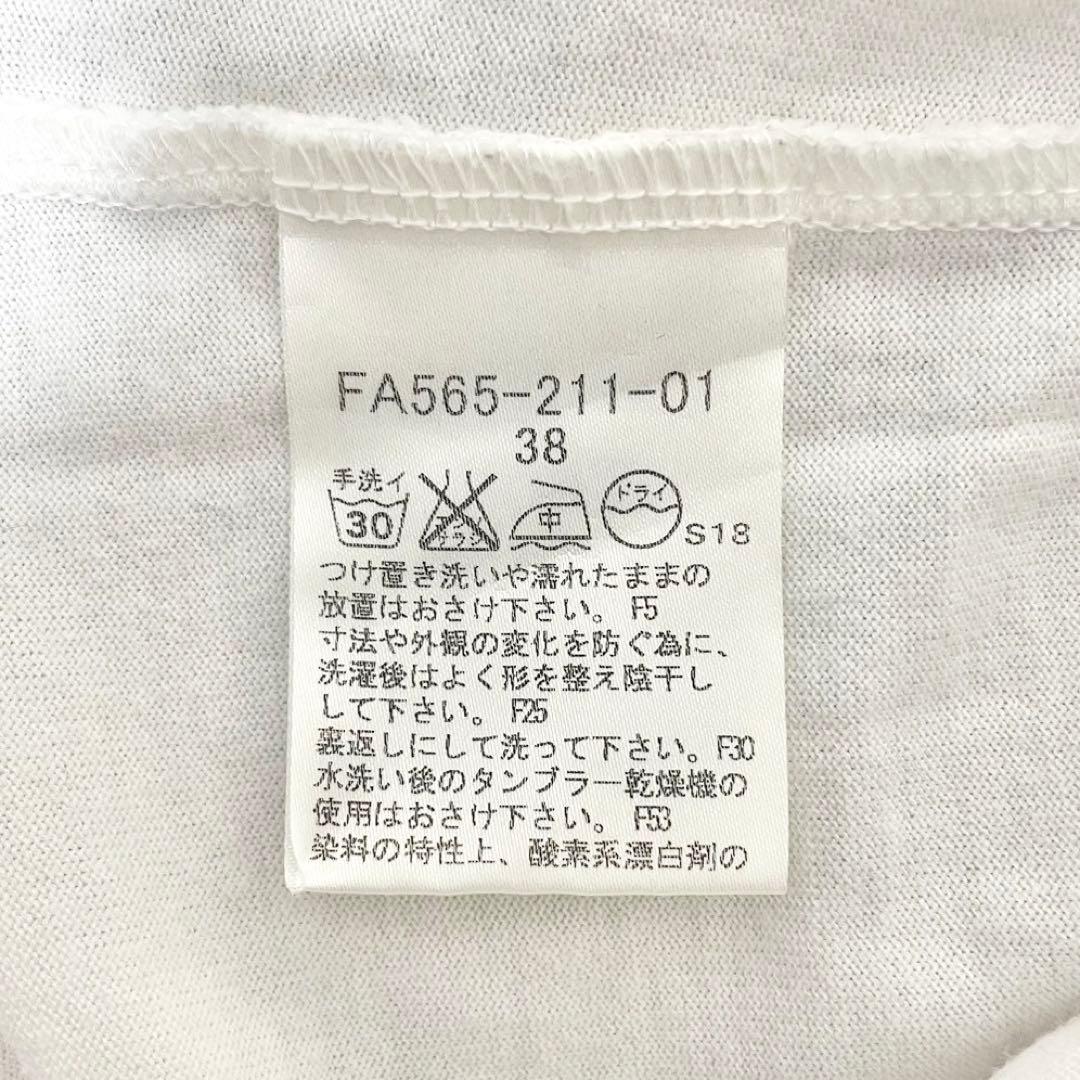 FA565-211-01
38
手洗イ ドライ
30 エンソ 中
サラシ S18
つけ置き洗いや濡れたままの
放置はおさけ下さい。 F5
寸法や外観の変化を防ぐ為に、
洗濯後はよく形を整え陰干し
して下さい。 F25
裏返しにして洗って下さい。F30
水洗い後のタンブラー乾燥機の
使用はおさけ下さい。 F53
染料の特性上、酸素系漂白剤の